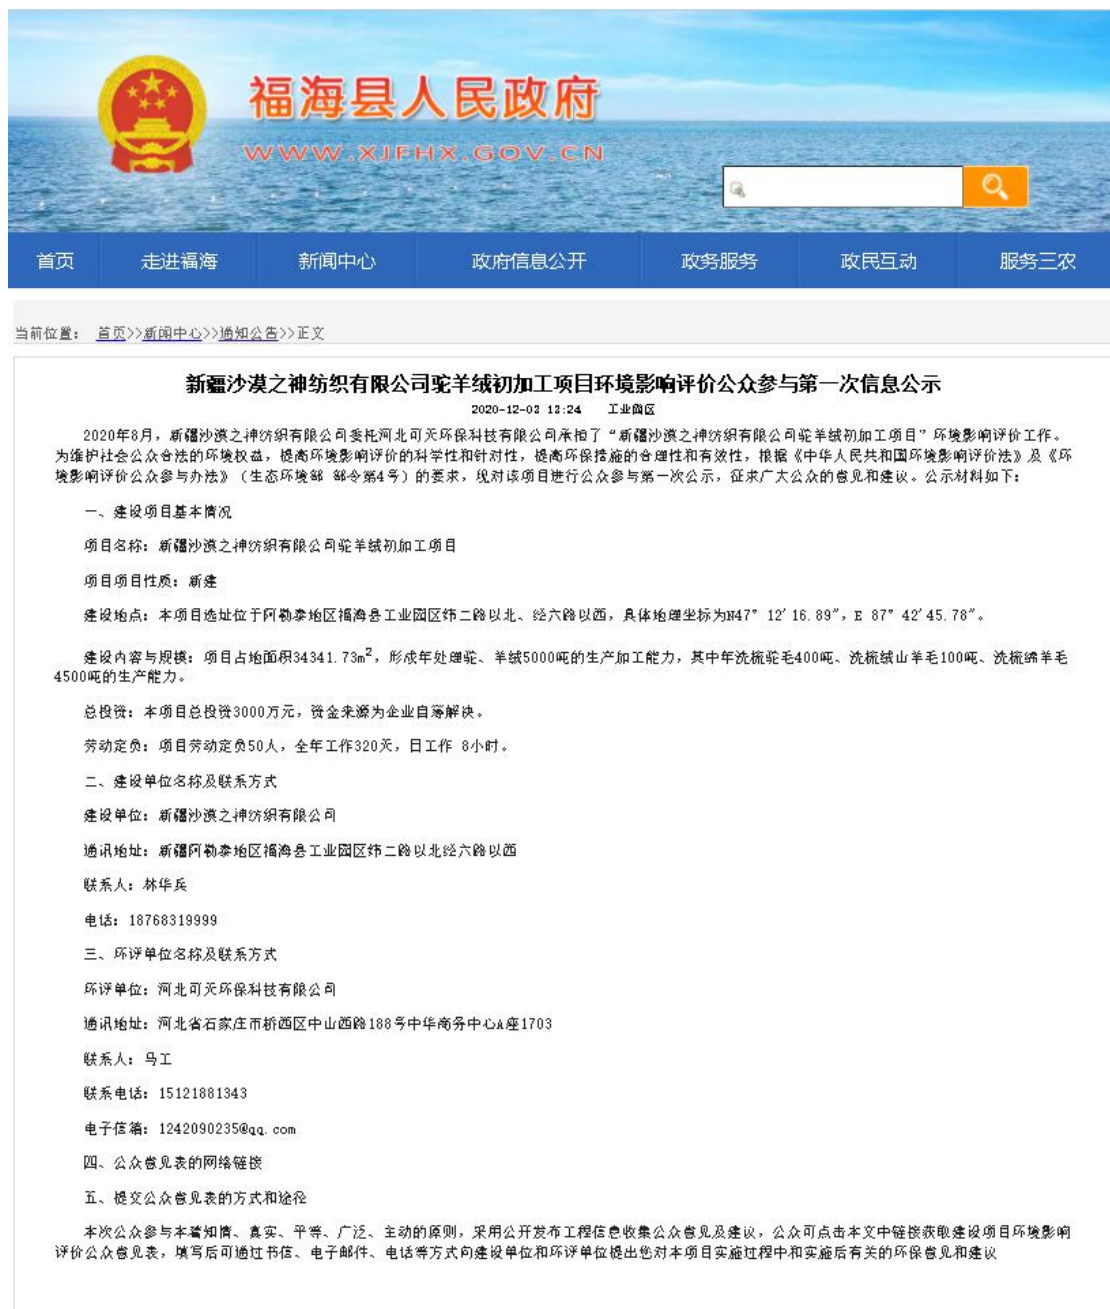 福海县人民政府
WWW.XJFHX.GOV.CN
首页 走进福海 新闻中心 政府信息公开 政务服务 政民互动 服务三农
当前位置： 首页>>新闻中心>>通知公告>>正文
新疆沙漠之神纺织有限公司驼羊绒初加工项目环境影响评价公众参与第一次信息公示
2020-12-02 12:24 工业园区
2020年8月，新疆沙漠之神纺织有限公司委托河北可天环保科技有限公司承担了“新疆沙漠之神纺织有限公司驼羊绒初加工项目”环境影响评价工作。
为维护社会公众合法的环境权益，提高环境影响评价的科学性和针对性，提高环保措施的合理性和有效性，根据《中华人民共和国环境影响评价法》及《环
境影响评价公众参与办法》（生态环境部 部令第4号）的要求，现对该项目进行公众参与第一次公示，征求广大公众的意见和建议。公示材料如下：
一、建设项目基本情况
项目名称：新疆沙漠之神纺织有限公司驼羊绒初加工项目
项目项目性质：新建
建设地点：本项目选址位于阿勒泰地区福海县工业园区纬二路以北、经六路以西，具体地理坐标为N47° 12′16.89″，E 87° 42′45.78″。
建设内容与规模：项目占地面积34341.73m²，形成年处理驼、羊绒5000吨的生产加工能力，其中年洗梳驼毛400吨、洗梳绒山羊毛100吨、洗梳绵羊毛
4500吨的生产能力。
总投资：本项目总投资3000万元，资金来源为企业自筹解决。
劳动定员：项目劳动定员50人，全年工作320天，日工作 8小时。
二、建设单位名称及联系方式
建设单位：新疆沙漠之神纺织有限公司
通讯地址：新疆阿勒泰地区福海县工业园区纬二路以北经六路以西
联系人：林华兵
电话：18768319999
三、环评单位名称及联系方式
环评单位：河北可天环保科技有限公司
通讯地址：河北省石家庄市桥西区中山西路188号中华商务中心A座1703
联系人：马工
联系电话：15121881343
电子信箱：1242090235@qq.com
四、公众意见表的网络链接
五、提交公众意见表的方式和途径
本次公众参与本着知情、真实、平等、广泛、主动的原则，采用公开发布工程信息收集公众意见及建议，公众可点击本文中链接获取建设项目环境影响
评价公众意见表，填写后可通过书信、电子邮件、电话等方式向建设单位和环评单位提出您对本项目实施过程中和实施后有关的环保意见和建议